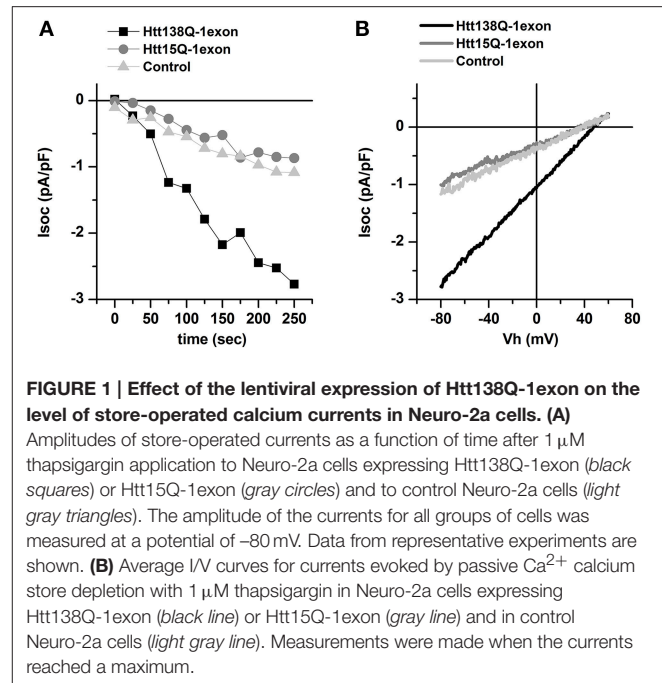 A
Htt138Q-1exon
Htt15Q-1exon
Control
0
-1
-2
-3
Isoc (pA/pF)
0 50 100 150 200 250
time (sec)
B
Htt138Q-1exon
Htt15Q-1exon
Control
0
-1
-2
-3
Isoc (pA/pF)
-80 -40 0 40 80
Vh (mV)
FIGURE 1 | Effect of the lentiviral expression of Htt138Q-1exon on the
level of store-operated calcium currents in Neuro-2a cells. (A)
Amplitudes of store-operated currents as a function of time after 1 μM
thapsigargin application to Neuro-2a cells expressing Htt138Q-1exon (black
squares) or Htt15Q-1exon (gray circles) and to control Neuro-2a cells (light
gray triangles). The amplitude of the currents for all groups of cells was
measured at a potential of –80 mV. Data from representative experiments are
shown. (B) Average I/V curves for currents evoked by passive Ca²⁺ calcium
store depletion with 1 μM thapsigargin in Neuro-2a cells expressing
Htt138Q-1exon (black line) or Htt15Q-1exon (gray line) and in control
Neuro-2a cells (light gray line). Measurements were made when the currents
reached a maximum.